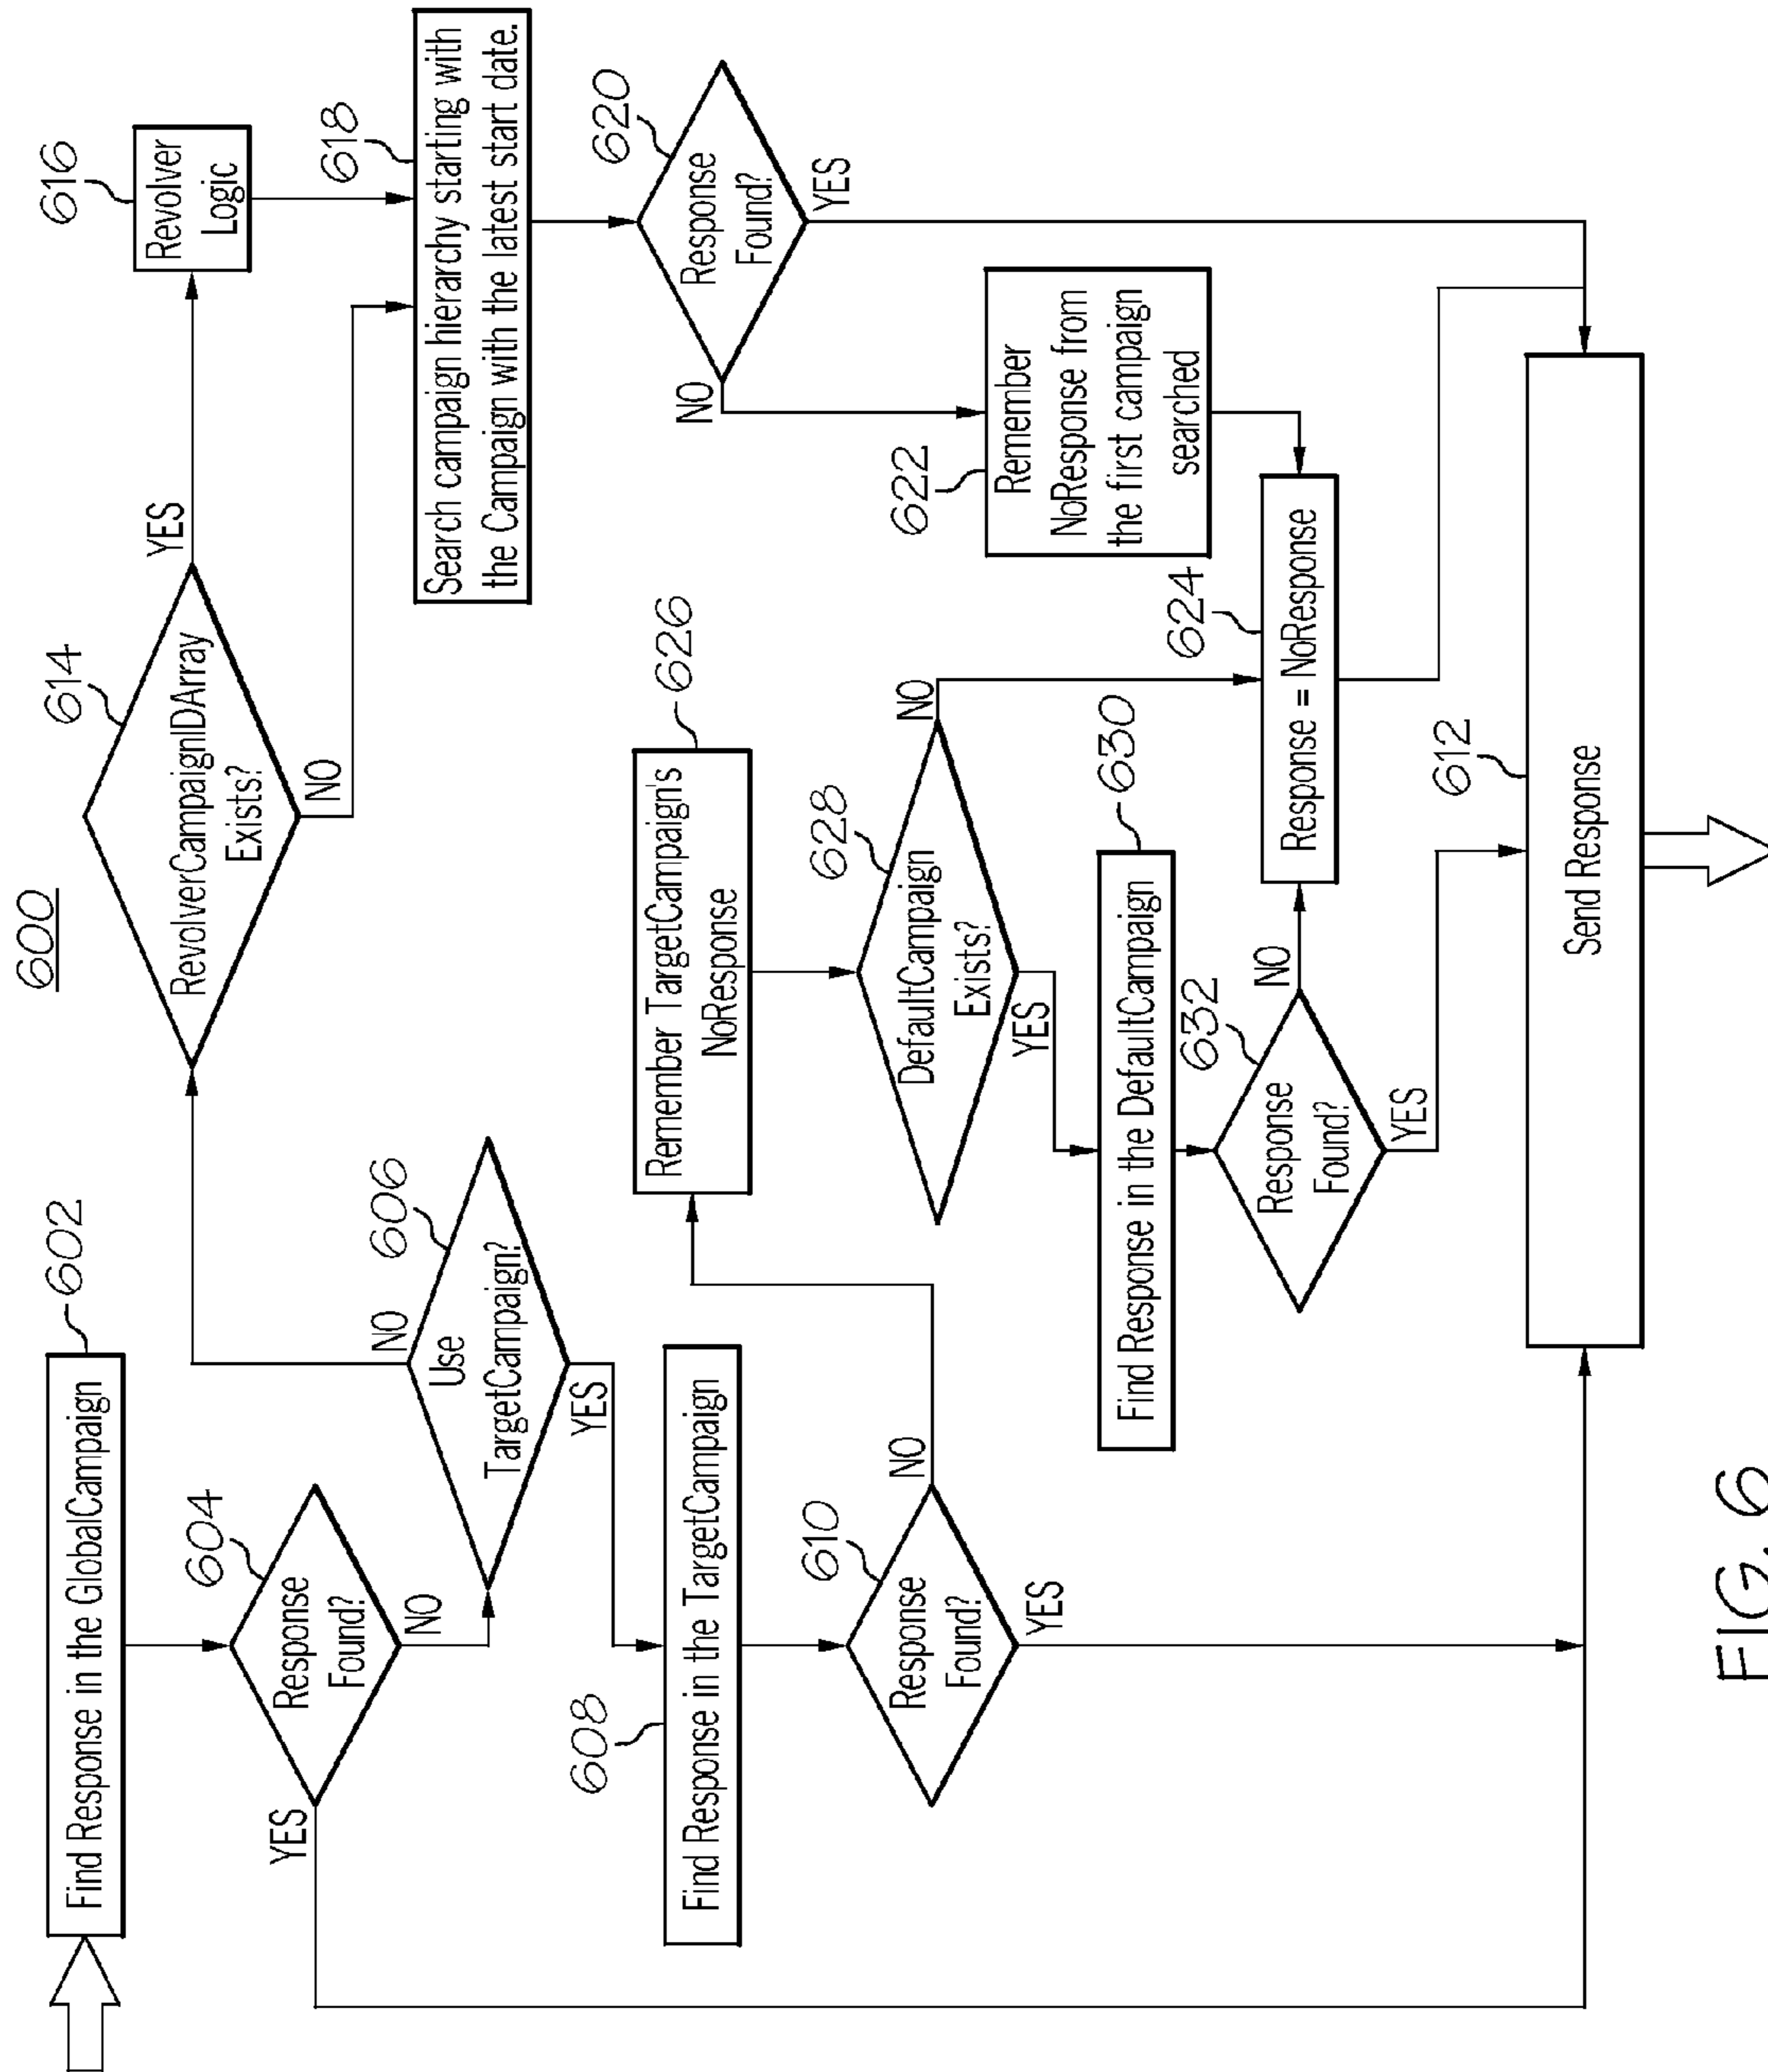 600
602
Find Response in the GlobalCampaign
604
Response
Found?
YES
NO
606
Use
TargetCampaign?
NO
YES
608
Find Response in the TargetCampaign
610
Response
Found?
NO
YES
614
RevolverCampaignIDArray
Exists?
YES
NO
616
Revolver
Logic
618
Search campaign hierarchy starting with
the Campaign with the latest start date.
620
Response
Found?
NO
YES
622
Remember
NoResponse from
the first campaign
searched
624
Response = NoResponse
626
Remember TargetCampaign's
NoResponse
628
DefaultCampaign
Exists?
NO
YES
630
Find Response in the DefaultCampaign
632
Response
Found?
NO
YES
612
Send Response
FIG. 6